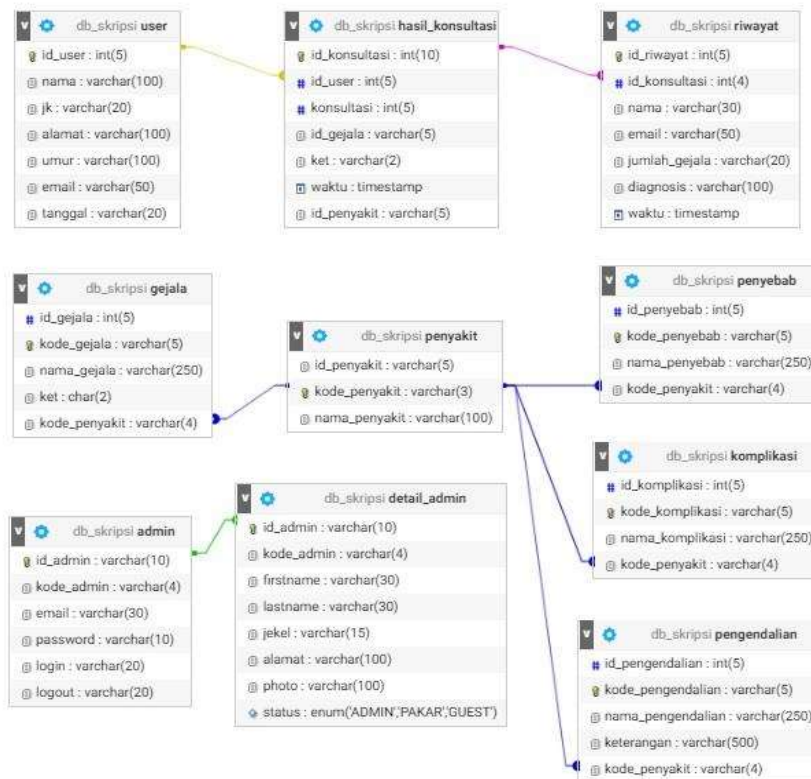 v db_skripsi user
id_user : int(5)
nama : varchar(100)
jk : varchar(20)
alamat : varchar(100)
umur : varchar(100)
email : varchar(50)
tanggal : varchar(20)
v db_skripsi hasil_konsultasi
id_konsultasi : int(10)
# id_user : int(5)
# konsultasi : int(5)
id_gejala : varchar(5)
ket : varchar(2)
waktu : timestamp
id_penyakit : varchar(5)
v db_skripsi riwayat
id_riwayat : int(5)
# id_konsultasi : int(4)
nama : varchar(30)
email : varchar(50)
jumlah_gejala : varchar(20)
diagnosis : varchar(100)
waktu : timestamp
v db_skripsi gejala
# id_gejala : int(5)
kode_gejala : varchar(5)
nama_gejala : varchar(250)
ket : char(2)
kode_penyakit : varchar(4)
v db_skripsi penyakit
id_penyakit : varchar(5)
kode_penyakit : varchar(3)
nama_penyakit : varchar(100)
v db_skripsi penyebab
# id_penyebab : int(5)
kode_penyebab : varchar(5)
nama_penyebab : varchar(250)
kode_penyakit : varchar(4)
v db_skripsi komplikasi
# id_komplikasi : int(5)
kode_komplikasi : varchar(5)
nama_komplikasi : varchar(250)
kode_penyakit : varchar(4)
v db_skripsi admin
id_admin : varchar(10)
kode_admin : varchar(4)
email : varchar(30)
password : varchar(10)
login : varchar(20)
logout : varchar(20)
v db_skripsi detail_admin
id_admin : varchar(10)
kode_admin : varchar(4)
firstname : varchar(30)
lastname : varchar(30)
jekel : varchar(15)
alamat : varchar(100)
photo : varchar(100)
status : enum('ADMIN','PAKAR','GUEST')
v db_skripsi pengendalian
# id_pengendalian : int(5)
kode_pengendalian : varchar(5)
nama_pengendalian : varchar(250)
keterangan : varchar(500)
kode_penyakit : varchar(4)